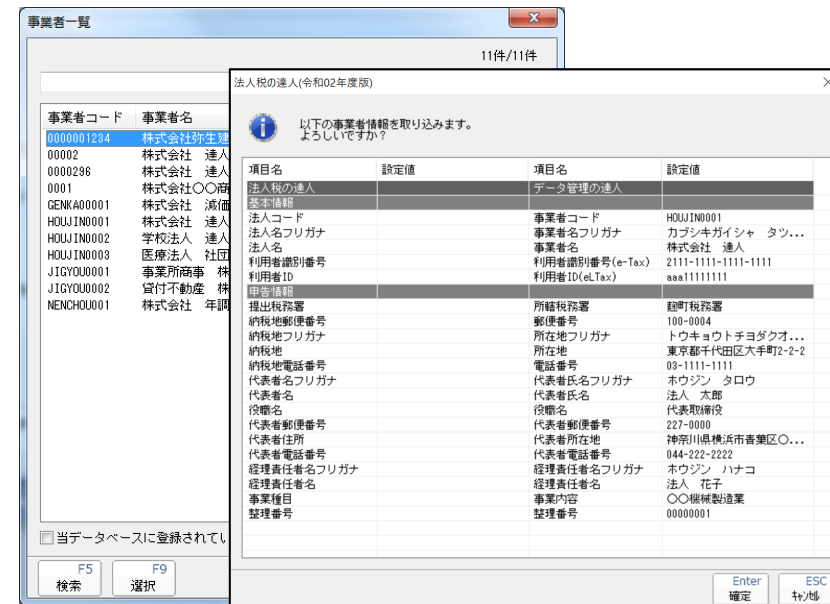 事業者一覧
11件/11件
事業者コード 事業者名
0000001234 株式会社弥生建
00002 株式会社 達人
0000296 株式会社 達人
0001 株式会社〇〇商
GENKA00001 株式会社 減価
HOUJIN0001 株式会社 達人
HOUJIN0002 学校法人 達人
HOUJIN0003 医療法人 社団
JIGYOU0001 事業所商事 株
JIGYOU0002 貸付不動産 株
NENCHOU001 株式会社 年調
当データベースに登録されてい
F5 検索
F9 選択
法人税の達人(令和02年度版)
以下の事業者情報を取り込みます。
よろしいですか?
項目名 設定値 項目名 設定値
法人税の達人 データ管理の達人
基本情報
法人コード 事業者コード HOUJIN0001
法人名フリガナ 事業者名フリガナ カブシキガイシャ タツ...
法人名 事業者名 株式会社 達人
利用者識別番号 利用者識別番号(e-Tax) 2111-1111-1111-1111
利用者ID 利用者ID(eLTax) aaa11111111
申告情報
提出税務署 所轄税務署 麹町税務署
納税地郵便番号 郵便番号 100-0004
納税地フリガナ 所在地フリガナ トウキョウトチヨダクオ...
納税地 所在地 東京都千代田区大手町2-2-2
納税地電話番号 電話番号 03-1111-1111
代表者名フリガナ 代表者氏名フリガナ ホウジン タロウ
代表者名 代表者氏名 法人 太郎
役職名 役職名 代表取締役
代表者郵便番号 代表者郵便番号 227-0000
代表者住所 代表者所在地 神奈川県横浜市青葉区〇...
代表者電話番号 代表者電話番号 044-222-2222
経理責任者名フリガナ 経理責任者名フリガナ ホウジン ハナコ
経理責任者名 経理責任者名 法人 花子
事業種目 事業内容 〇〇機械製造業
整理番号 整理番号 00000001
Enter 確定
ESC ｷｬﾝｾﾙ